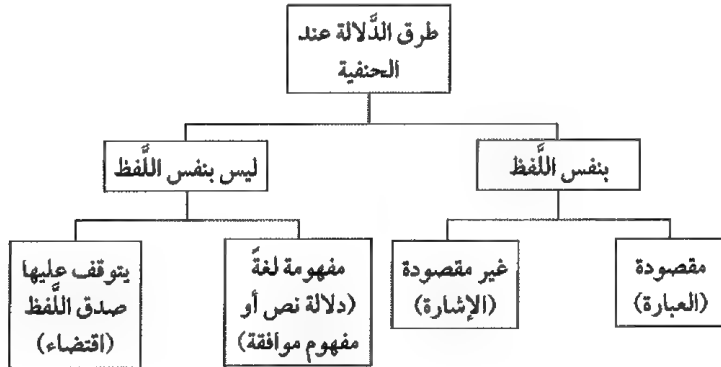 طرق الدَّلالة عند
الحنفية
بنفس اللَّفظ
ليس بنفس اللَّفظ
مقصودة
(العبارة)
غير مقصودة
(الإشارة)
مفهومة لغةً
(دلالة نص أو
مفهوم موافقة)
يتوقف عليها
صدق اللَّفظ
(اقتضاء)